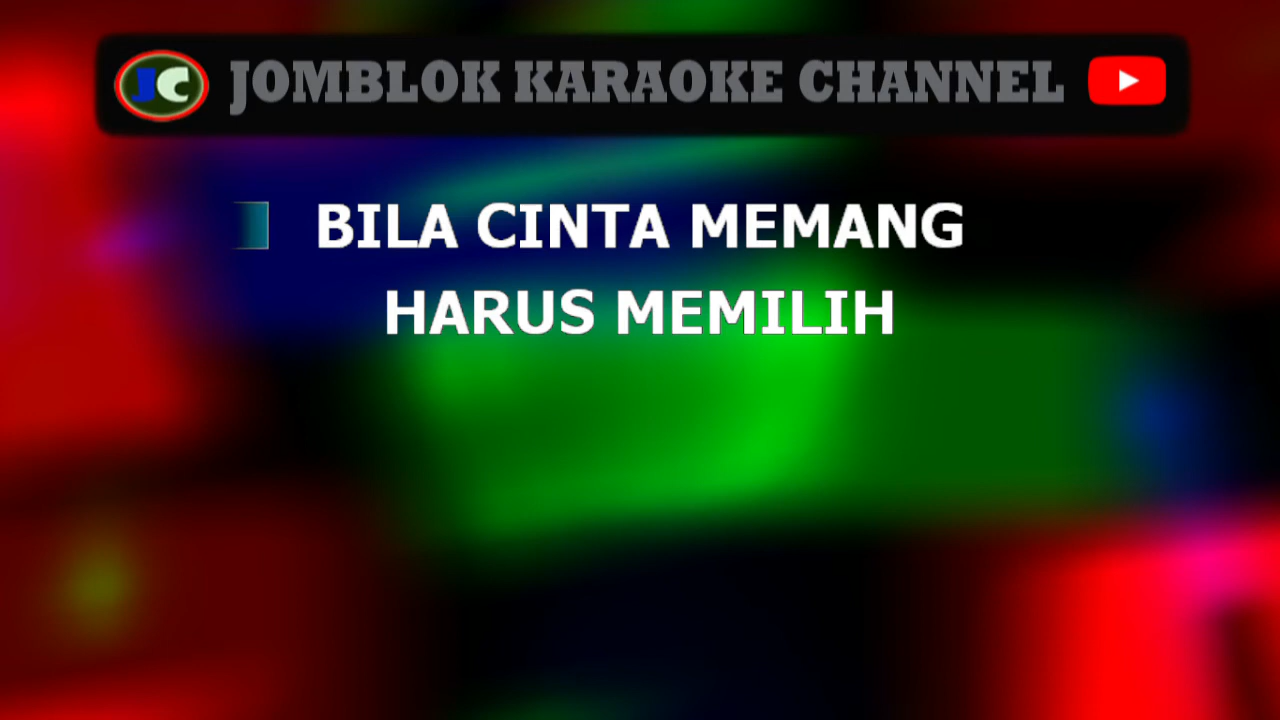 JC JOMBLOK KARAOKE CHANNEL
BILA CINTA MEMANG
HARUS MEMILIH